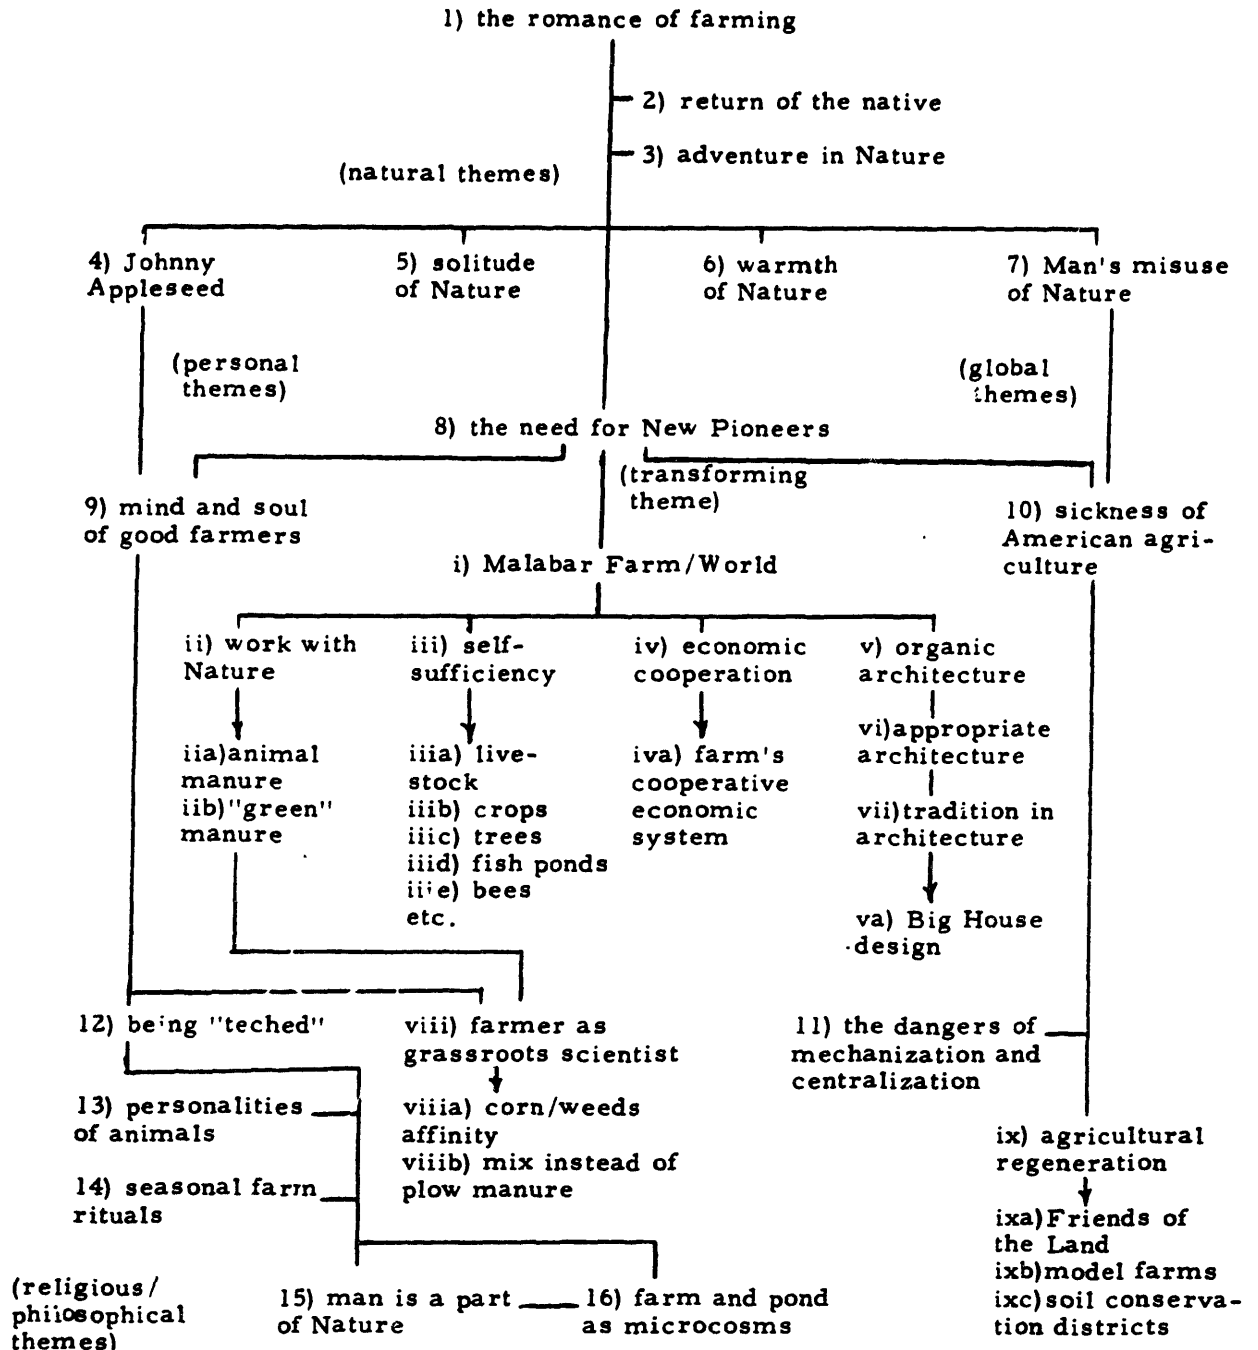 1) the romance of farming
2) return of the native
3) adventure in Nature
(natural themes)
4) Johnny
Appleseed
5) solitude
of Nature
6) warmth
of Nature
7) Man's misuse
of Nature
(personal
themes)
(global
themes)
8) the need for New Pioneers
(transforming
theme)
9) mind and soul
of good farmers
10) sickness of
American agri-
culture
i) Malabar Farm/World
ii) work with
Nature
iii) self-
sufficiency
iv) economic
cooperation
v) organic
architecture
iia)animal
manure
iib)"green"
manure
iiia) live-
stock
iiib) crops
iiic) trees
iiid) fish ponds
iiie) bees
etc.
iva) farm's
cooperative
economic
system
vi)appropriate
architecture
vii)tradition in
architecture
va) Big House
design
12) being "teched"
viii) farmer as
grassroots scientist
11) the dangers of
mechanization and
centralization
13) personalities
of animals
viiia) corn/weeds
affinity
viiib) mix instead of
plow manure
14) seasonal farm
rituals
ix) agricultural
regeneration
ixa)Friends of
the Land
ixb)model farms
ixc)soil conserva-
tion districts
(religious/
philosophical
themes)
15) man is a part
of Nature
16) farm and pond
as microcosms